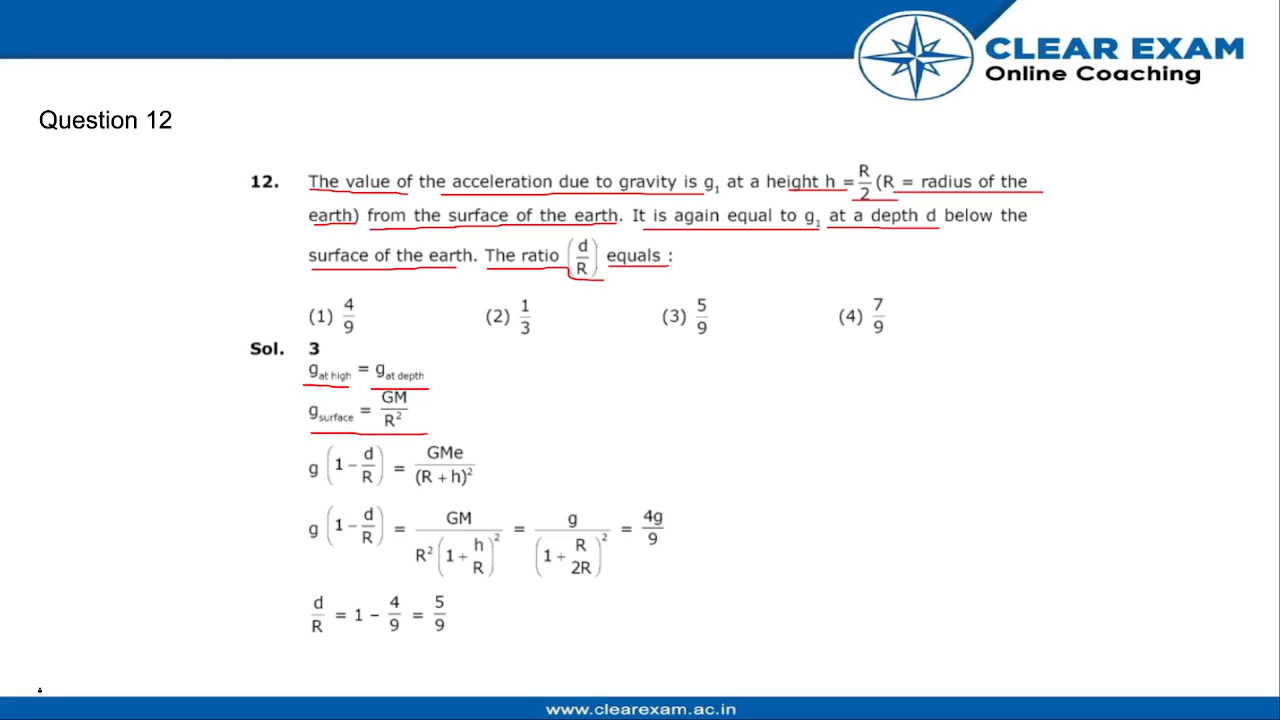 CLEAR EXAM
Online Coaching
Question 12
12. The value of the acceleration due to gravity is g₁ at a height h = R/2 (R = radius of the
earth) from the surface of the earth. It is again equal to g₁ at a depth d below the
surface of the earth. The ratio (d/R) equals :
(1) 4/9 (2) 1/3 (3) 5/9 (4) 7/9
Sol. 3
g at high = g at depth
g surface = GM/R²
g (1 − d/R) = GMe/(R + h)²
g (1 − d/R) = GM/(R² (1 + h/R)²) = g/(1 + R/2R)² = 4g/9
d/R = 1 − 4/9 = 5/9
www.clearexam.ac.in